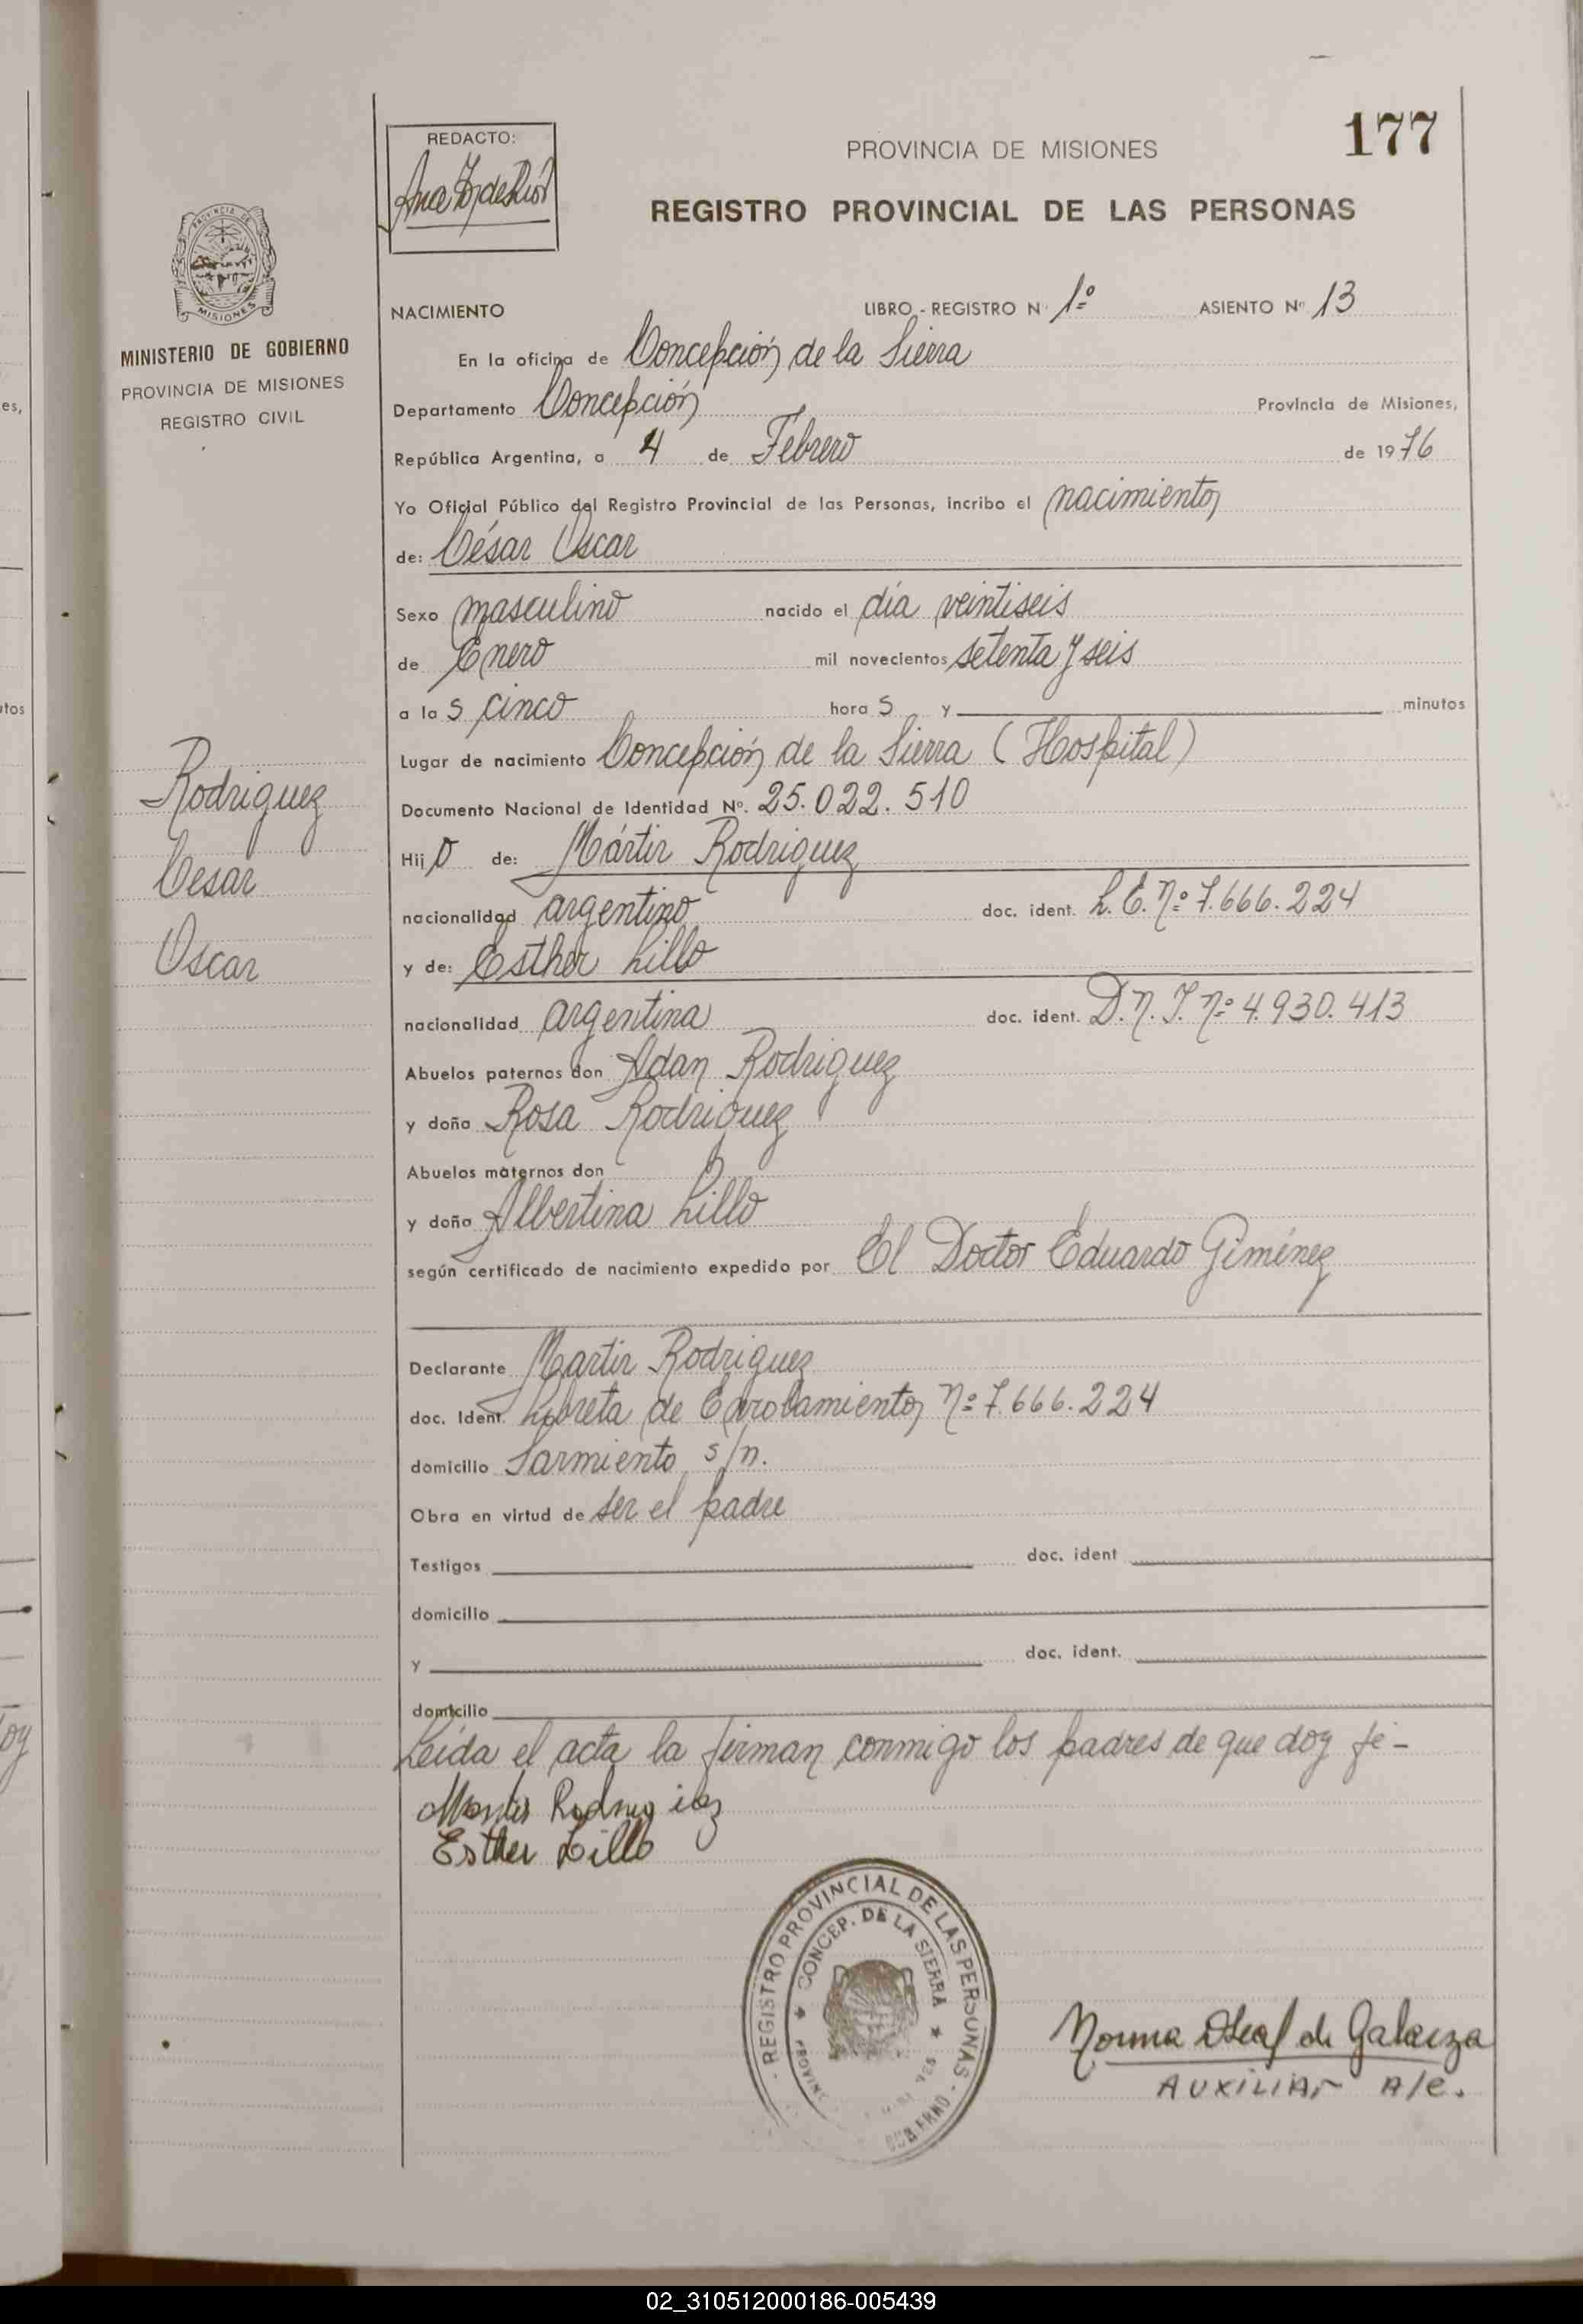 177
REDACTO:
PROVINCIA DE MISIONES
REGISTRO PROVINCIAL DE LAS PERSONAS
MISIONES
MINISTERIO DE GOBIERNO
PROVINCIA DE MISIONES
REGISTRO CIVIL
NACIMIENTO LIBRO - REGISTRO Nº 1º ASIENTO Nº 13
En la oficina de Concepción de la Sierra
Departamento Concepción Provincia de Misiones,
República Argentina, a 4 de Febrero de 1976
Yo Oficial Público del Registro Provincial de las Personas, incribo el nacimiento
de: César Oscar
Sexo masculino nacido el día veintiseis
de Enero mil novecientos setenta y seis
a las cinco horas y minutos
Lugar de nacimiento Concepción de la Sierra (Hospital)
Documento Nacional de Identidad Nº. 25.022.510
Hijo de: Mártir Rodriguez
nacionalidad argentino doc. ident. L.E. Nº 7.666.224
y de: Esther Lillo
nacionalidad argentina doc. ident. D.N.I. Nº 4.930.413
Abuelos paternos don Adan Rodriguez
y doña Rosa Rodriguez
Abuelos maternos don
y doña Albertina Lillo
según certificado de nacimiento expedido por El Doctor Eduardo Giménez
Rodriguez
Cesar
Oscar
Declarante Martir Rodriguez
doc. Ident. Libreta de Enrolamiento Nº 7.666.224
domicilio Sarmiento s/n.
Obra en virtud de ser el padre
Testigos doc. ident
domicilio
y doc. ident.
domicilio
Leída el acta la firman conmigo los padres de que doy fé-
Martir Rodriguez
Esther Lillo
- REGISTRO PROVINCIAL DE LAS PERSONAS -
CONCEP. DE LA SIERRA
Norma de Galarza
AUXILIAR A/C.
02_310512000186-005439